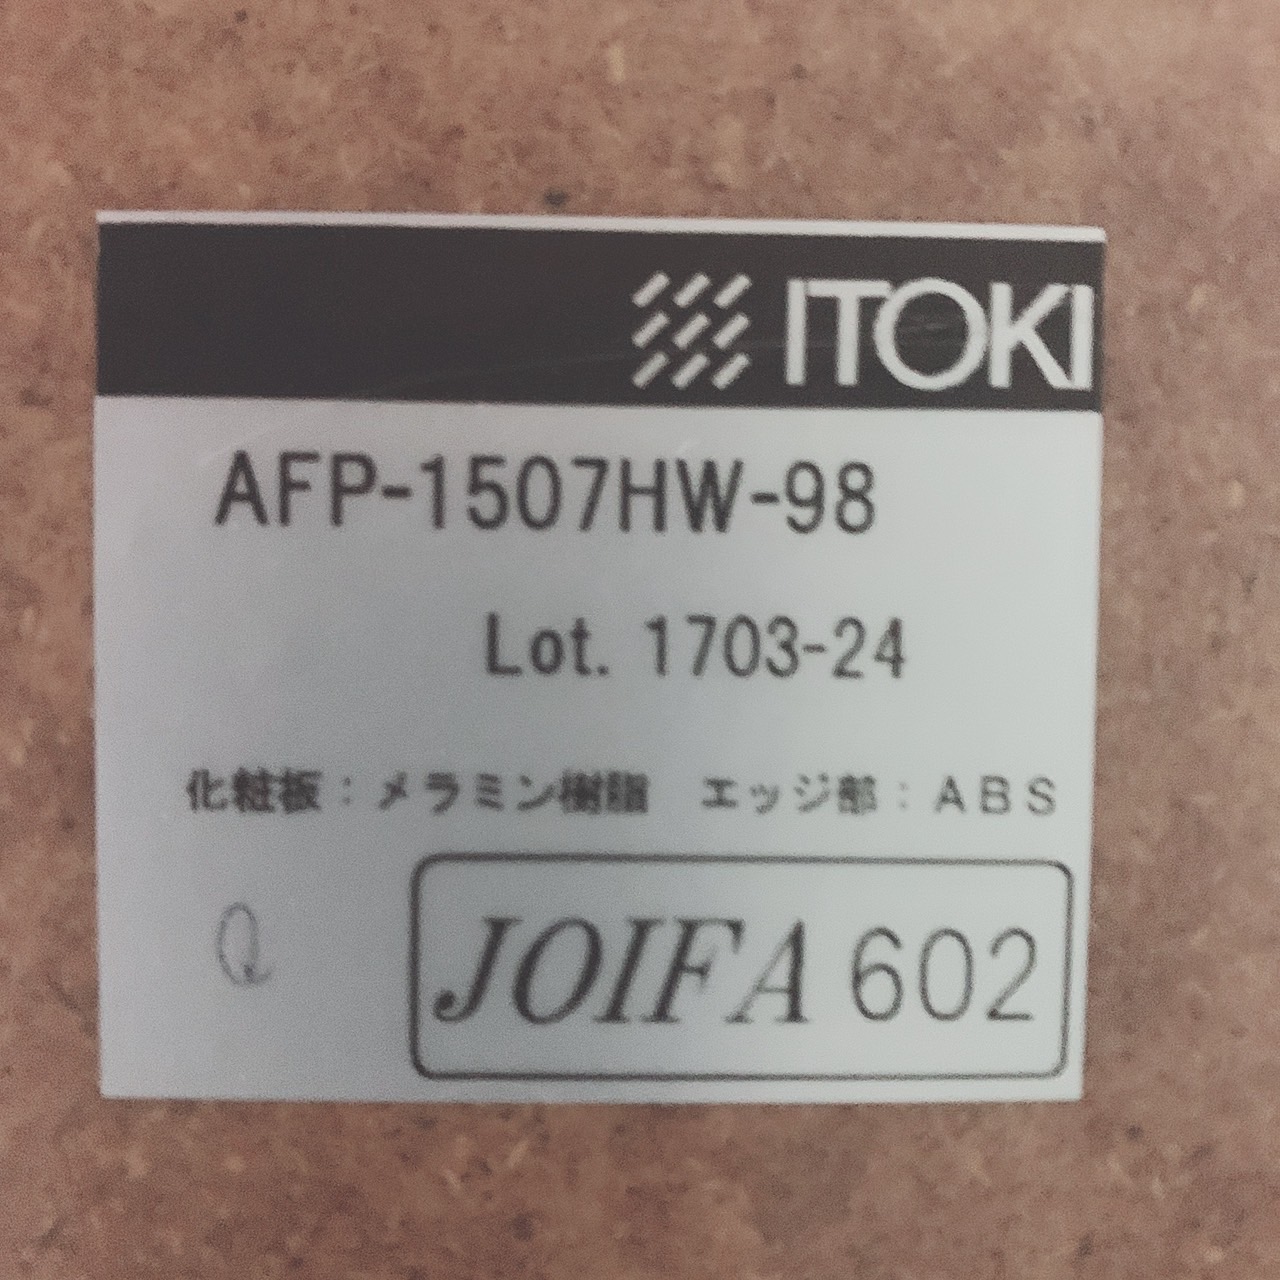 ITOKI
AFP-1507HW-98
Lot. 1703-24
化粧板：メラミン樹脂　エッジ部：ABS
Q
JOIFA 602